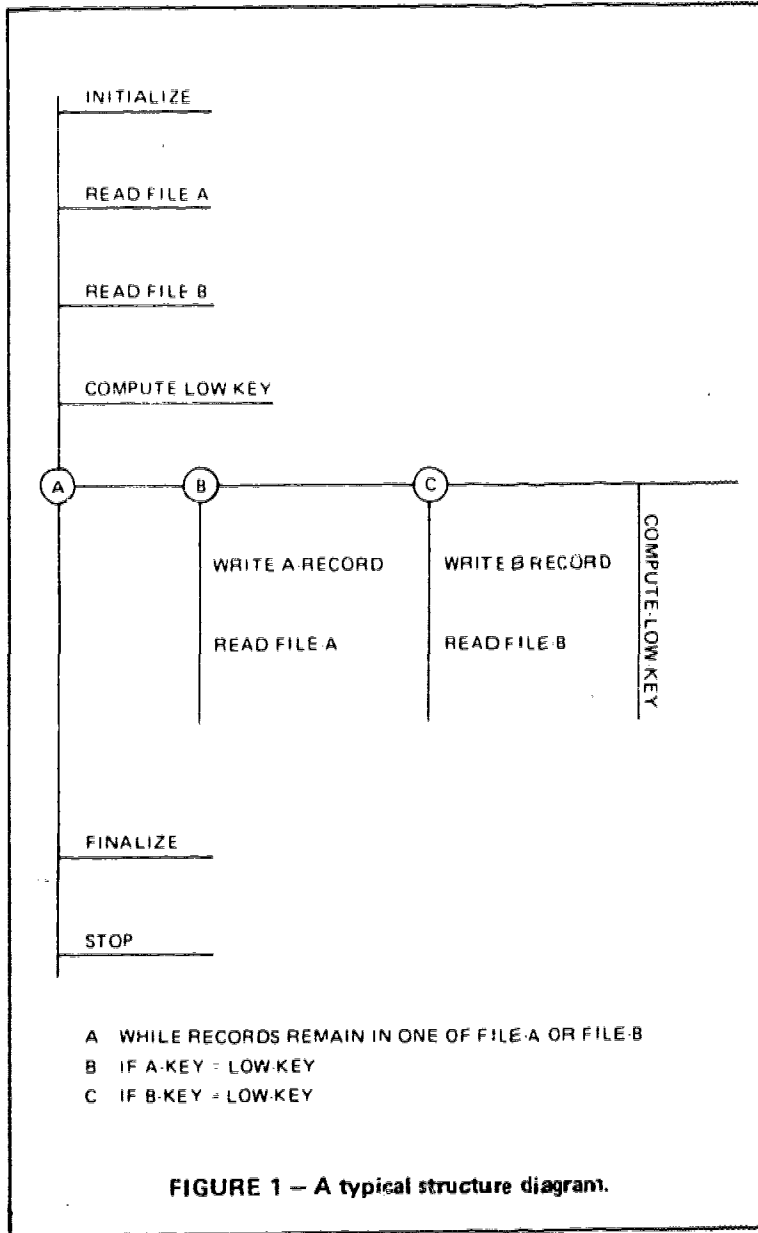 INITIALIZE
READ FILE A
READ FILE B
COMPUTE LOW KEY
A
B
C
WRITE A-RECORD
READ FILE-A
WRITE B RECORD
READ FILE-B
COMPUTE-LOW-KEY
FINALIZE
STOP
A WHILE RECORDS REMAIN IN ONE OF FILE-A OR FILE-B
B IF A-KEY = LOW-KEY
C IF B-KEY = LOW-KEY
FIGURE 1 — A typical structure diagram.